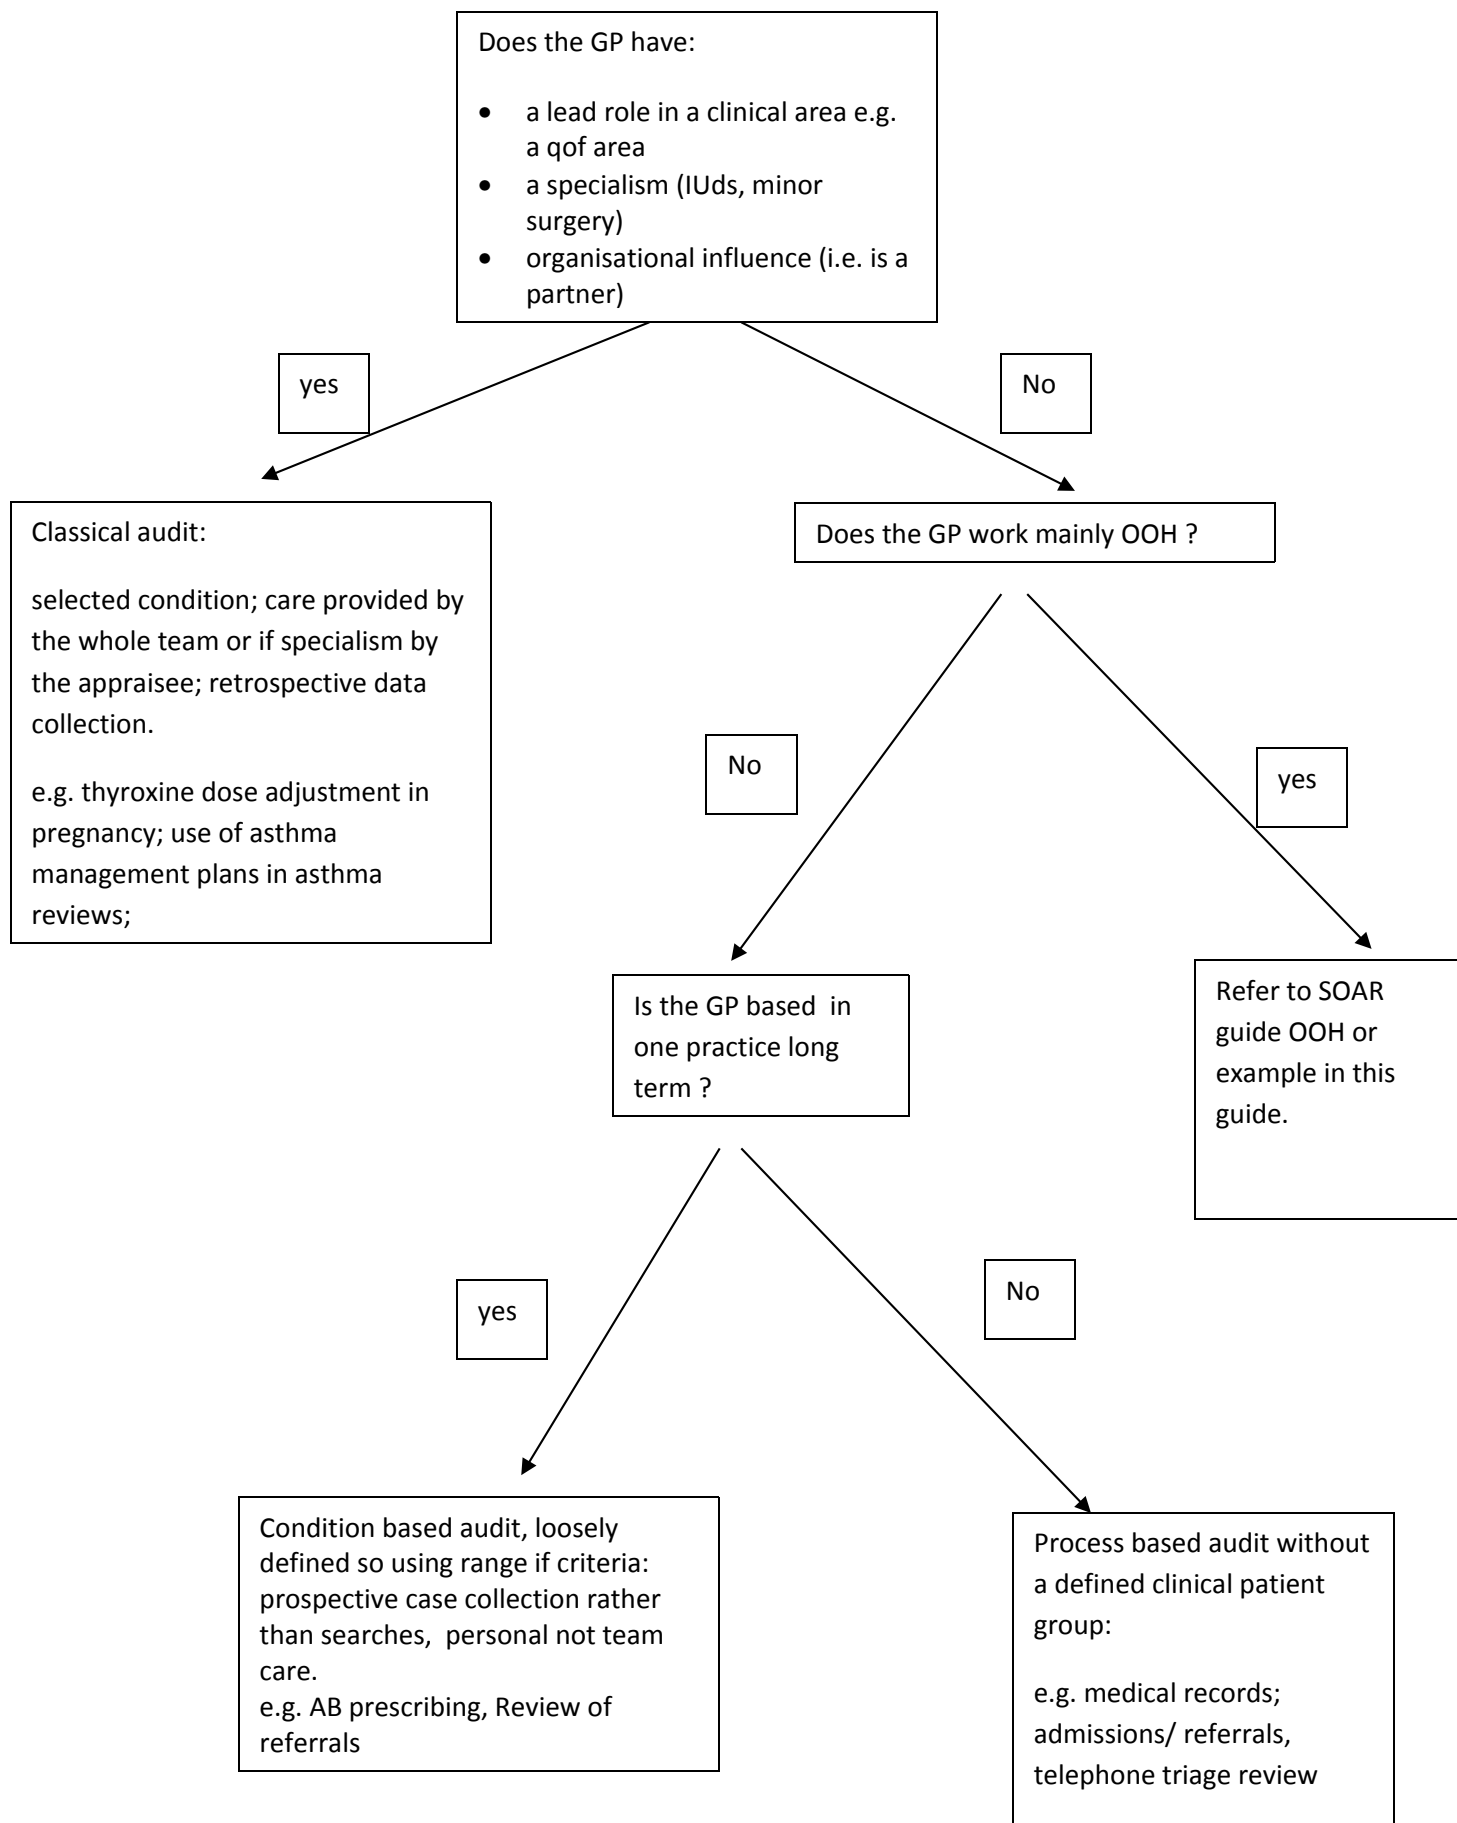 Does the GP have:
• a lead role in a clinical area e.g.
a qof area
• a specialism (IUds, minor
surgery)
• organisational influence (i.e. is a
partner)
yes
No
Classical audit:
selected condition; care provided by
the whole team or if specialism by
the appraisee; retrospective data
collection.
e.g. thyroxine dose adjustment in
pregnancy; use of asthma
management plans in asthma
reviews;
Does the GP work mainly OOH ?
No
yes
Is the GP based in
one practice long
term ?
Refer to SOAR
guide OOH or
example in this
guide.
yes
No
Condition based audit, loosely
defined so using range if criteria:
prospective case collection rather
than searches, personal not team
care.
e.g. AB prescribing, Review of
referrals
Process based audit without
a defined clinical patient
group:
e.g. medical records;
admissions/ referrals,
telephone triage review